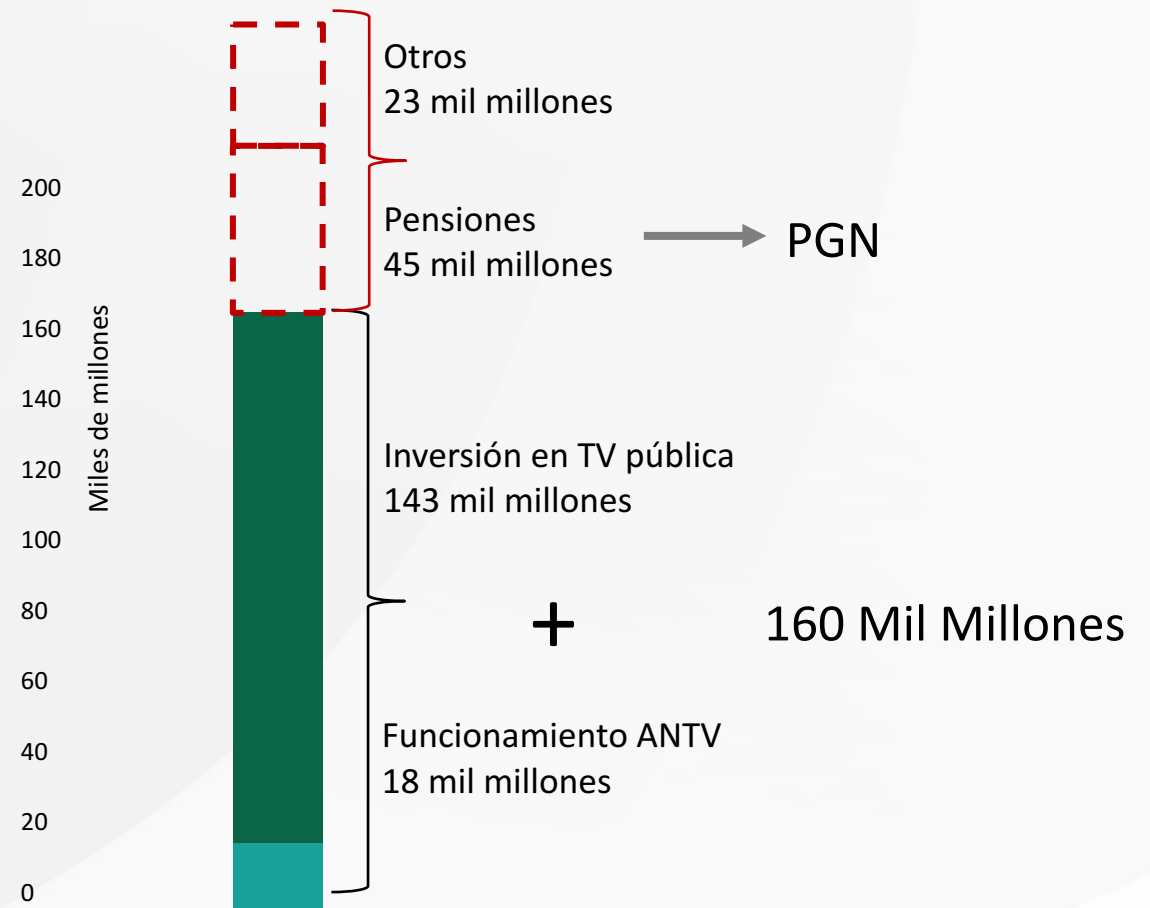 Otros
23 mil millones
200
Pensiones
PGN
180
45 mil millones
160
Miles de millones
140
Inversión en TV pública
120
143 mil millones
100
80
+
160 Mil Millones
60
Funcionamiento ANTV
40
18 mil millones
20
0